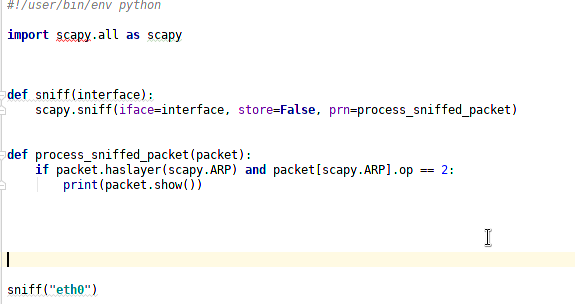 #!/user/bin/env python
import scapy.all as scapy
def sniff(interface):
scapy.sniff(iface=interface, store=False, prn=process_sniffed_packet)
def process_sniffed_packet(packet):
if packet.haslayer(scapy.ARP) and packet[scapy.ARP].op == 2:
print(packet.show())
sniff("eth0")